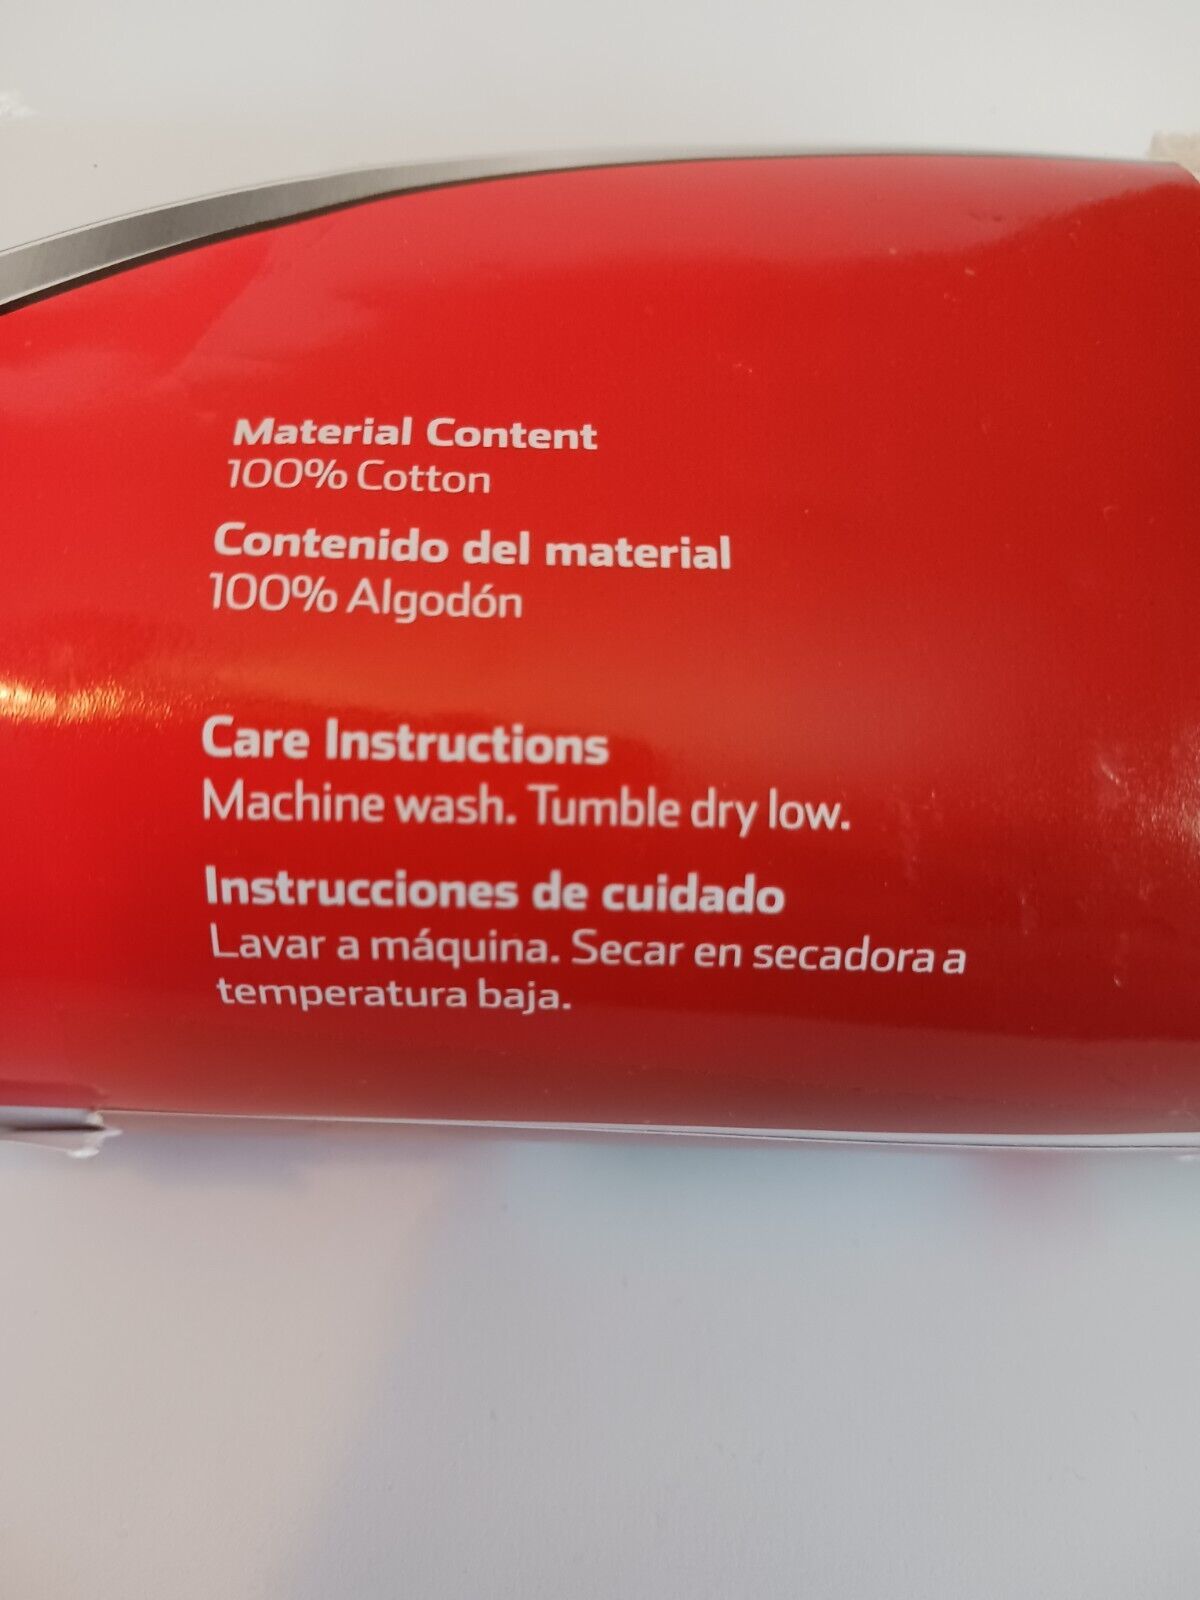 Material Content
100% Cotton
Contenido del material
100% Algodón
Care Instructions
Machine wash. Tumble dry low.
Instrucciones de cuidado
Lavar a máquina. Secar en secadora a
temperatura baja.